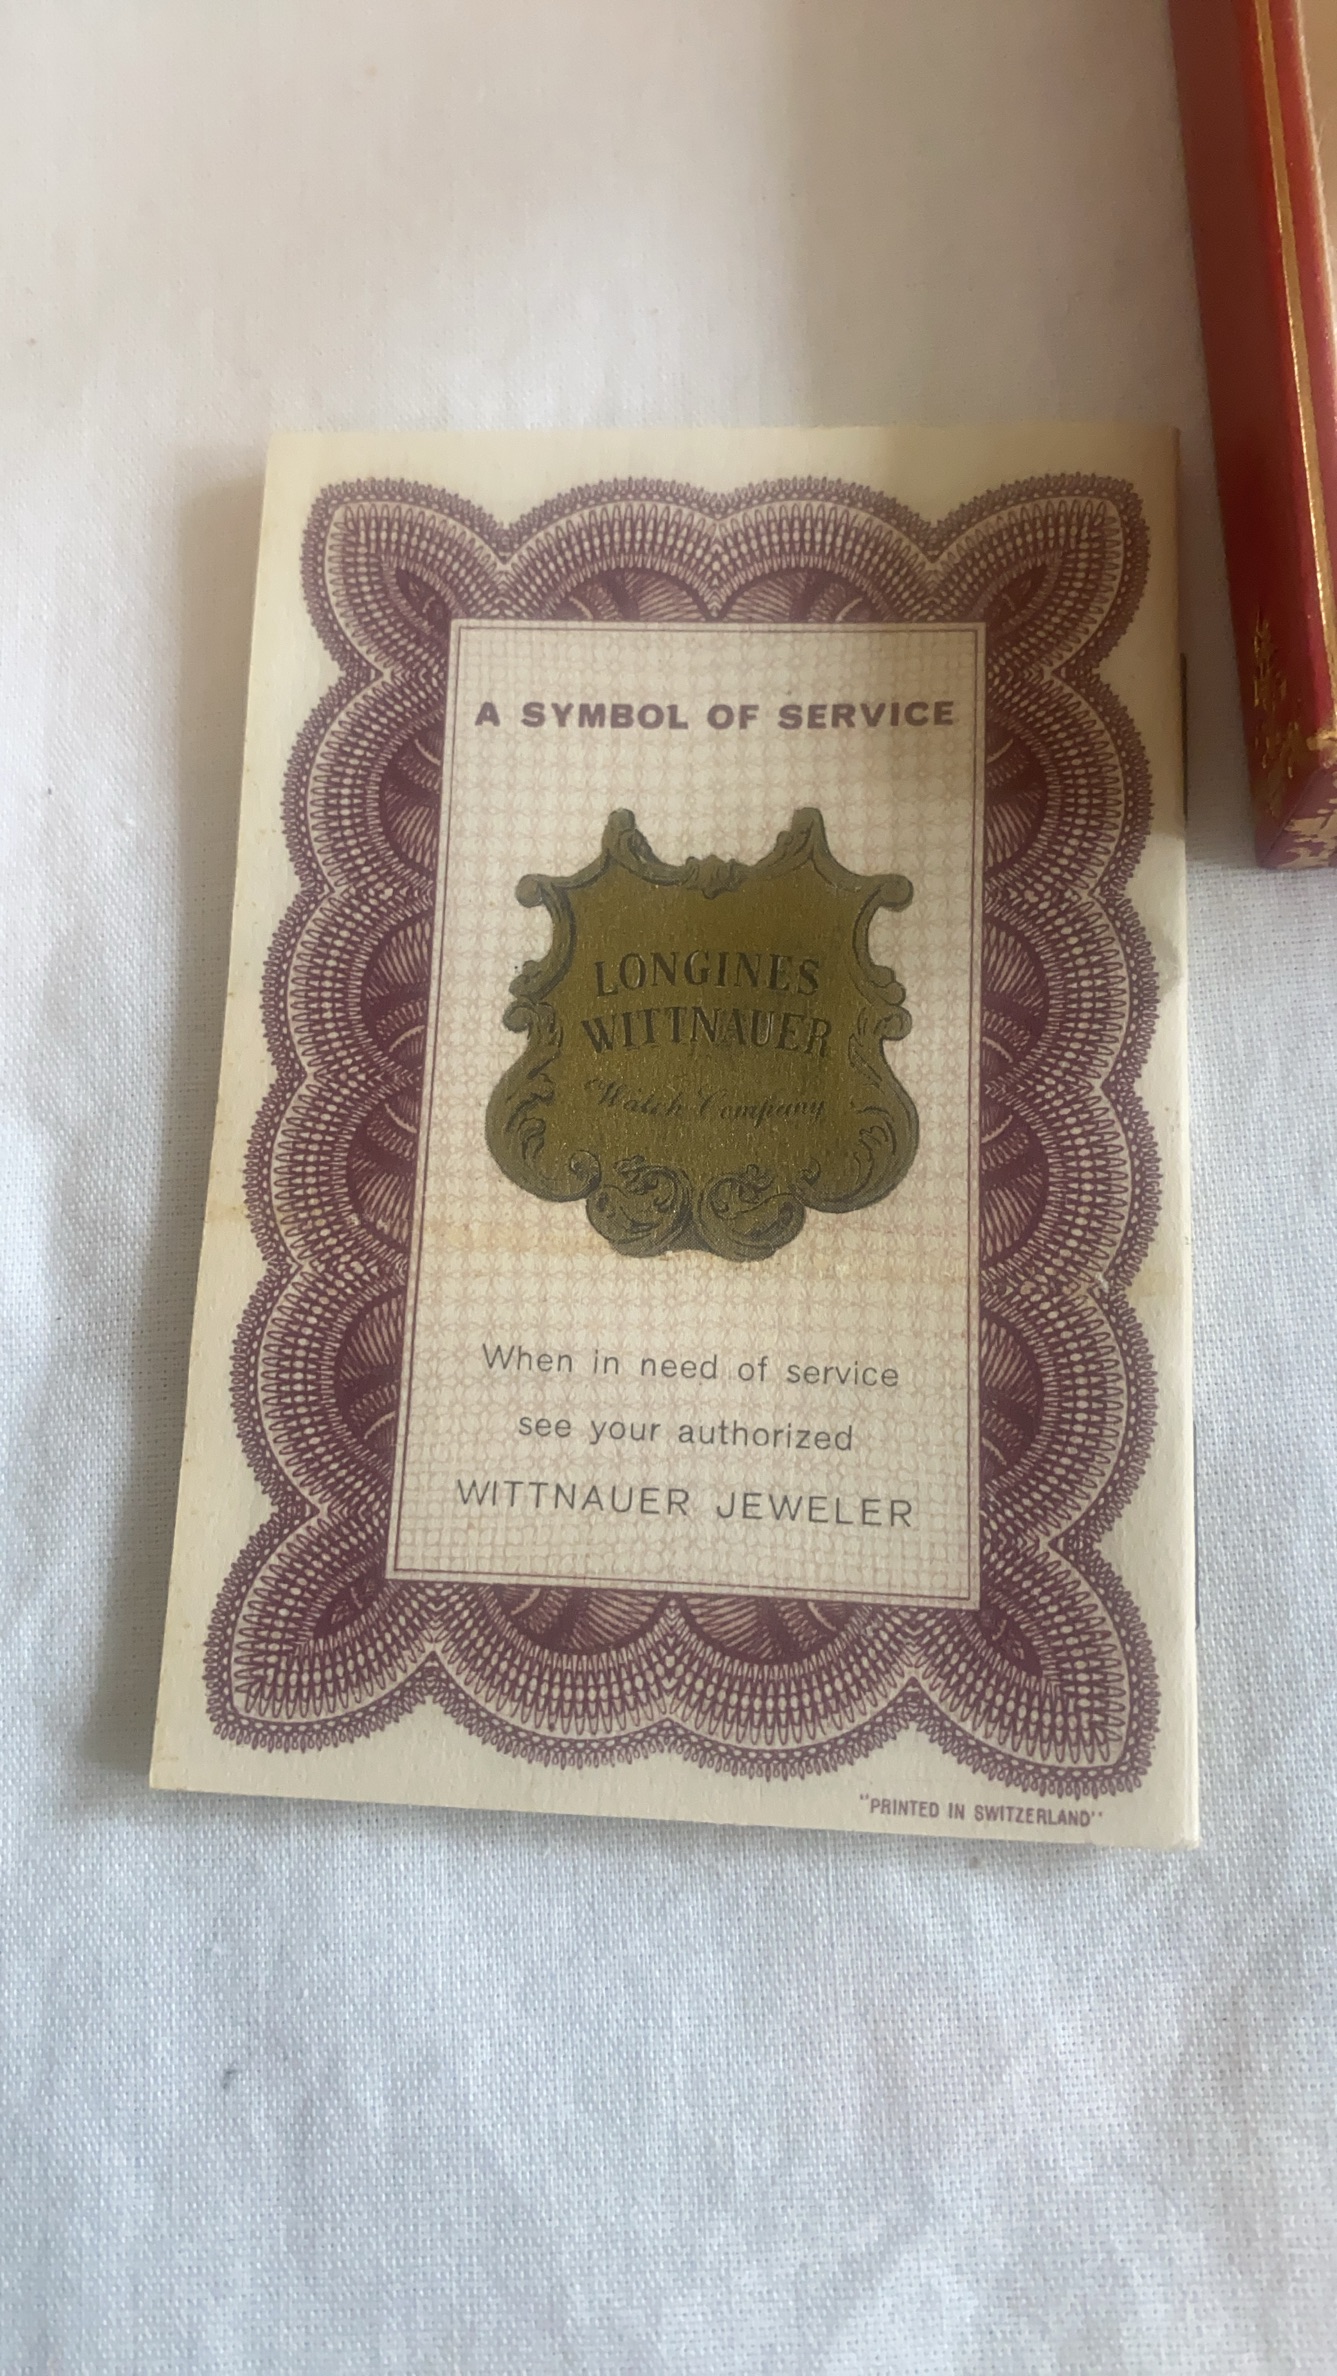 A SYMBOL OF SERVICE
LONGINES
WITTNAUER
Watch Company
When in need of service
see your authorized
WITTNAUER JEWELER
"PRINTED IN SWITZERLAND"